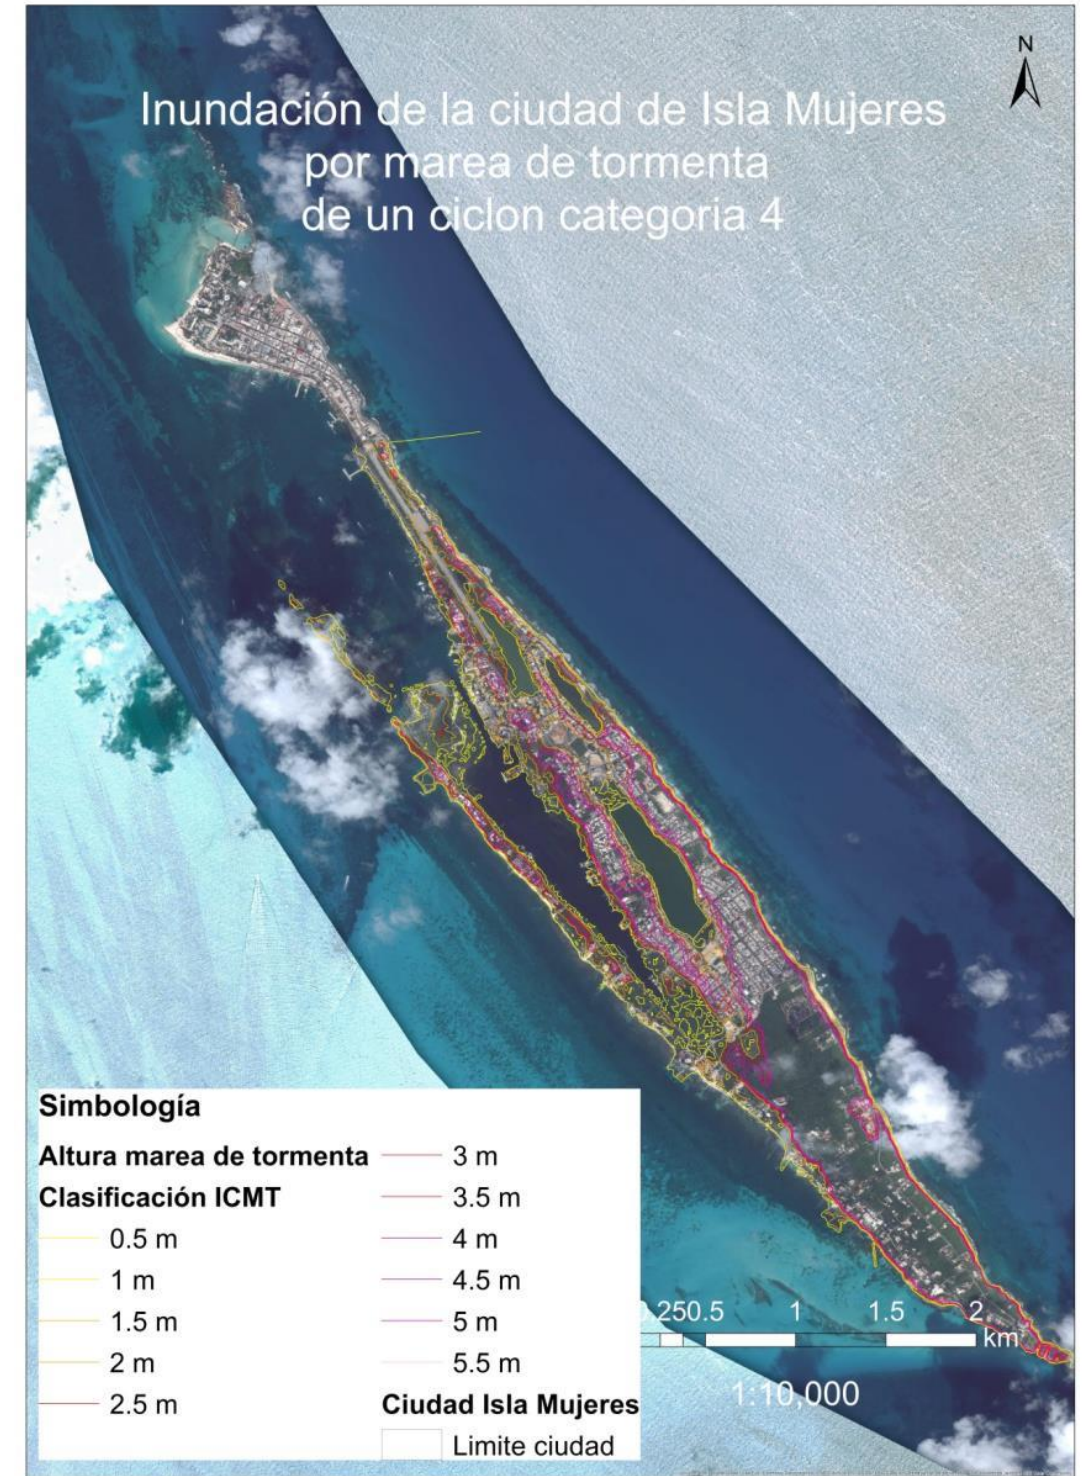 N
Inundación de la ciudad de Isla Mujeres
por marea de tormenta
de un ciclon categoria 4
Simbología
Altura marea de tormenta
Clasificación ICMT
0.5 m
1 m
1.5 m
2 m
2.5 m
3 m
3.5 m
4 m
4.5 m
5 m
5.5 m
Ciudad Isla Mujeres
Limite ciudad
.250.5 1 1.5 2
km
1:10,000